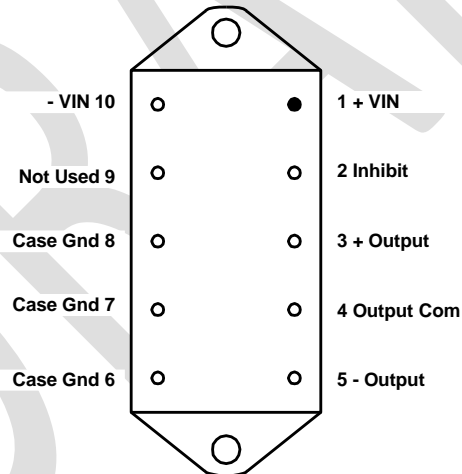 - VIN 10
1 + VIN
Not Used 9
2 Inhibit
Case Gnd 8
3 + Output
Case Gnd 7
4 Output Com
Case Gnd 6
5 - Output